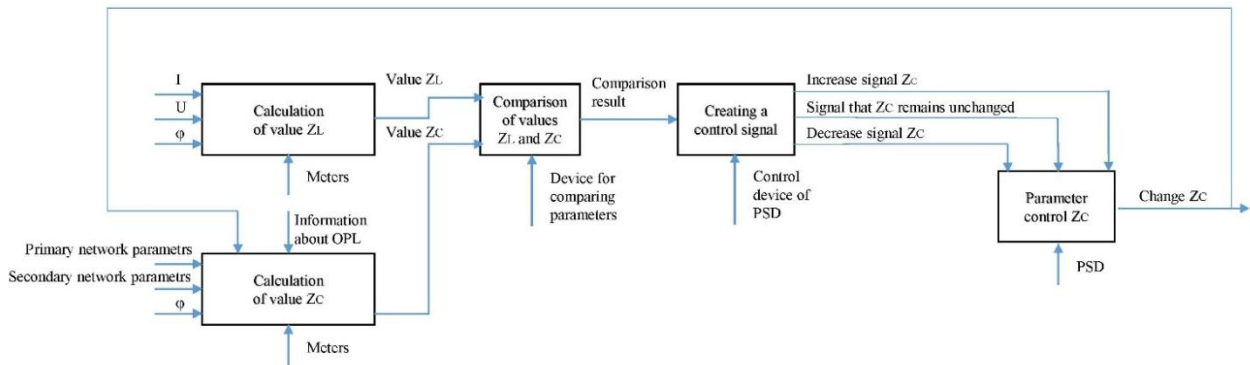 I
U
φ
Calculation
of value ZL
Meters
Value ZL
Value ZC
Comparison
of values
ZL and ZC
Device for
comparing
parameters
Comparison
result
Creating a
control signal
Control
device of
PSD
Increase signal ZC
Signal that ZC remains unchanged
Decrease signal ZC
Parameter
control ZC
PSD
Change ZC
Information
about OPL
Primary network parametrs
Secondary network parametrs
φ
Calculation
of value ZC
Meters